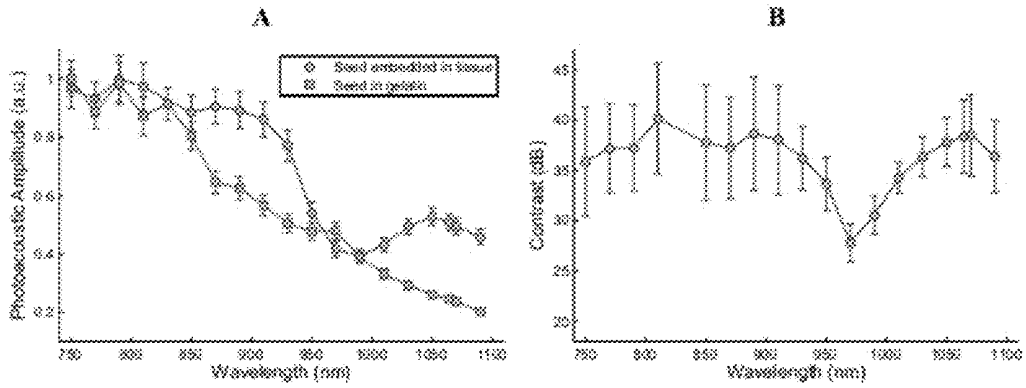 A
B
Photoacoustic Amplitude (a.u.)
1
0.8
0.6
0.4
0.2
Seed embedded in tissue
Seed in gelatin
750 800 850 900 950 1000 1050 1100
Wavelength (nm)
Contrast (dB)
45
40
35
30
25
20
750 800 850 900 950 1000 1050 1100
Wavelength (nm)